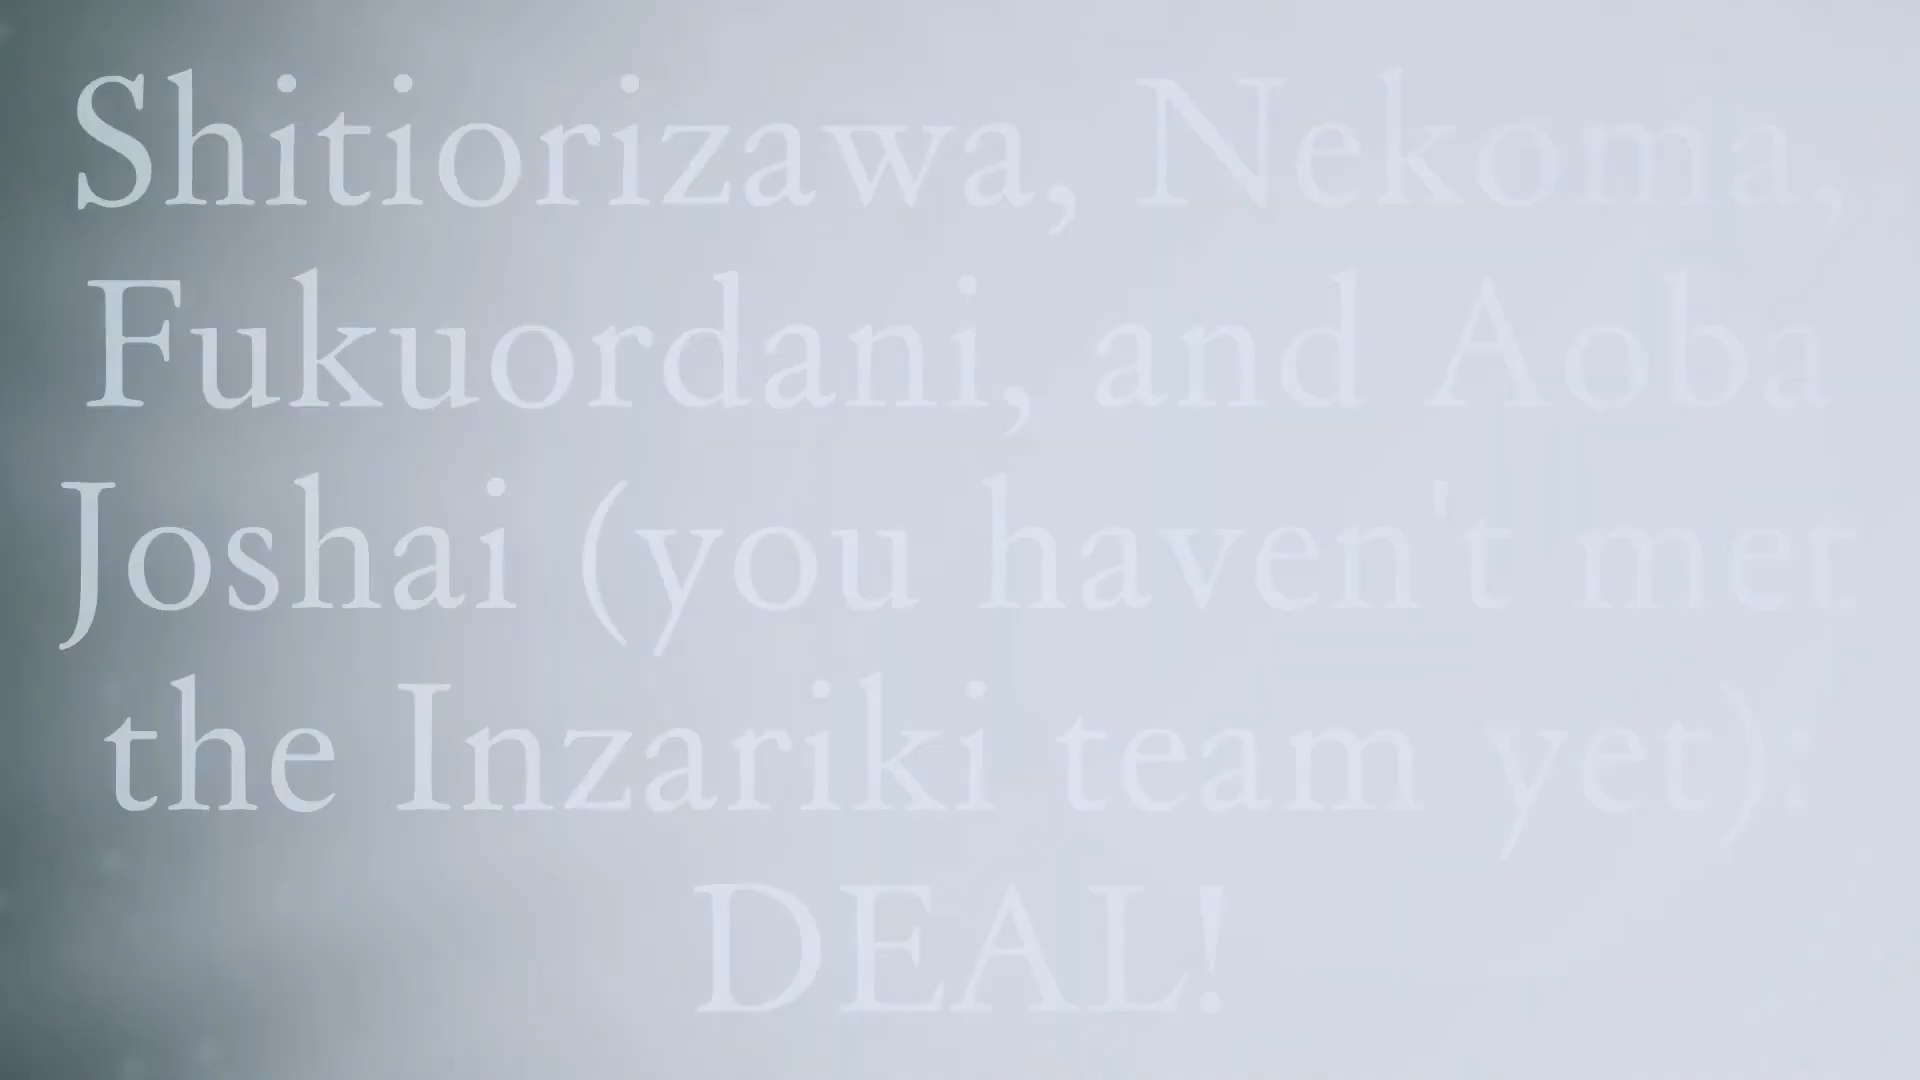 Shitiorizawa, Nekoma,
Fukuordani, and Aoba
Joshai (you haven't met
the Inzariki team yet):
DEAL!